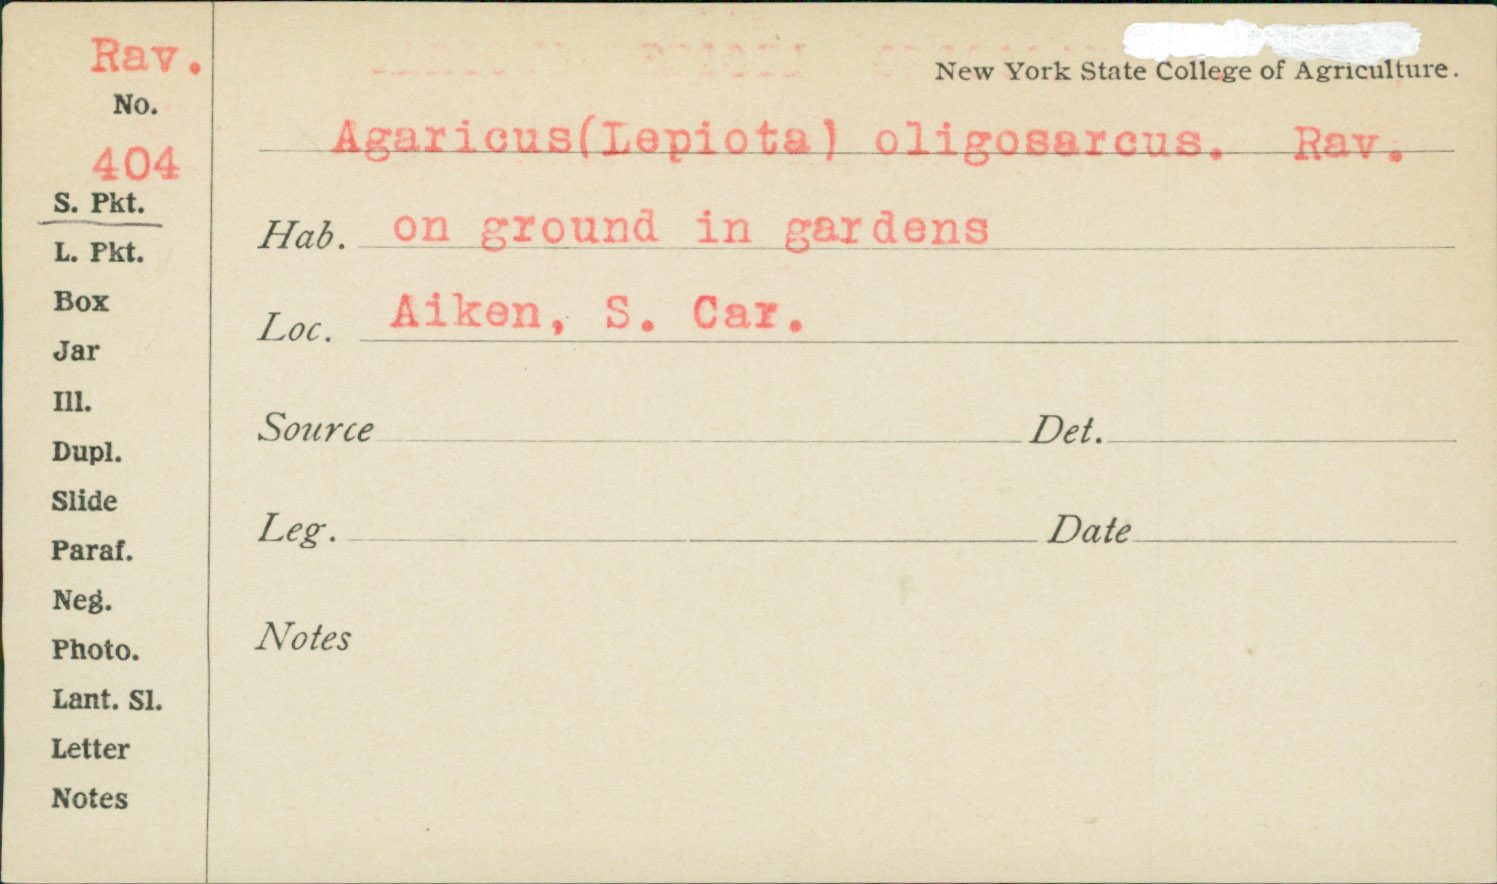 Rav.
No.
404
S. Pkt.
L. Pkt.
Box
Jar
Ill.
Dupl.
Slide
Paraf.
Neg.
Photo.
Lant. Sl.
Letter
Notes
New York State College of Agriculture.
Agaricus(Lepiota) oligosarcus. Rav.
Hab. on ground in gardens
Loc. Aiken, S. Car.
Source Det.
Leg. Date
Notes